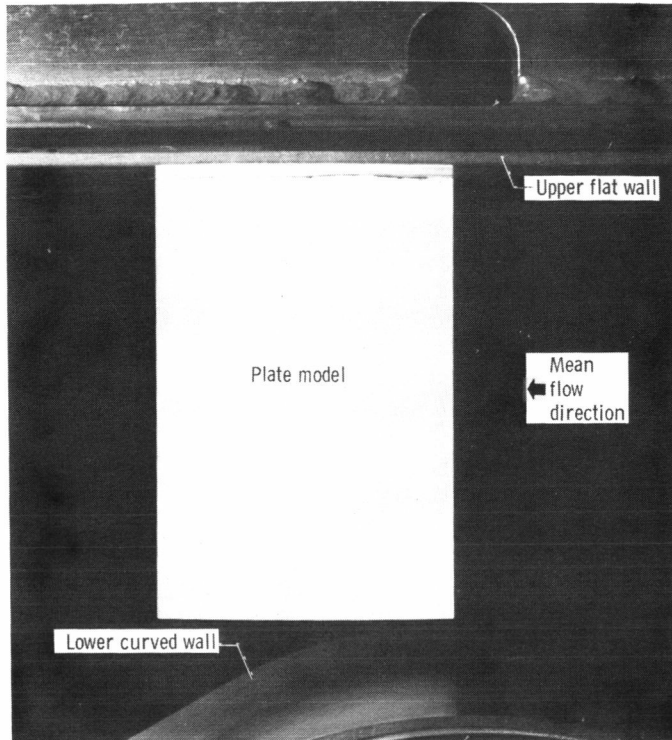 Upper flat wall
Plate model
Mean
flow
direction
Lower curved wall